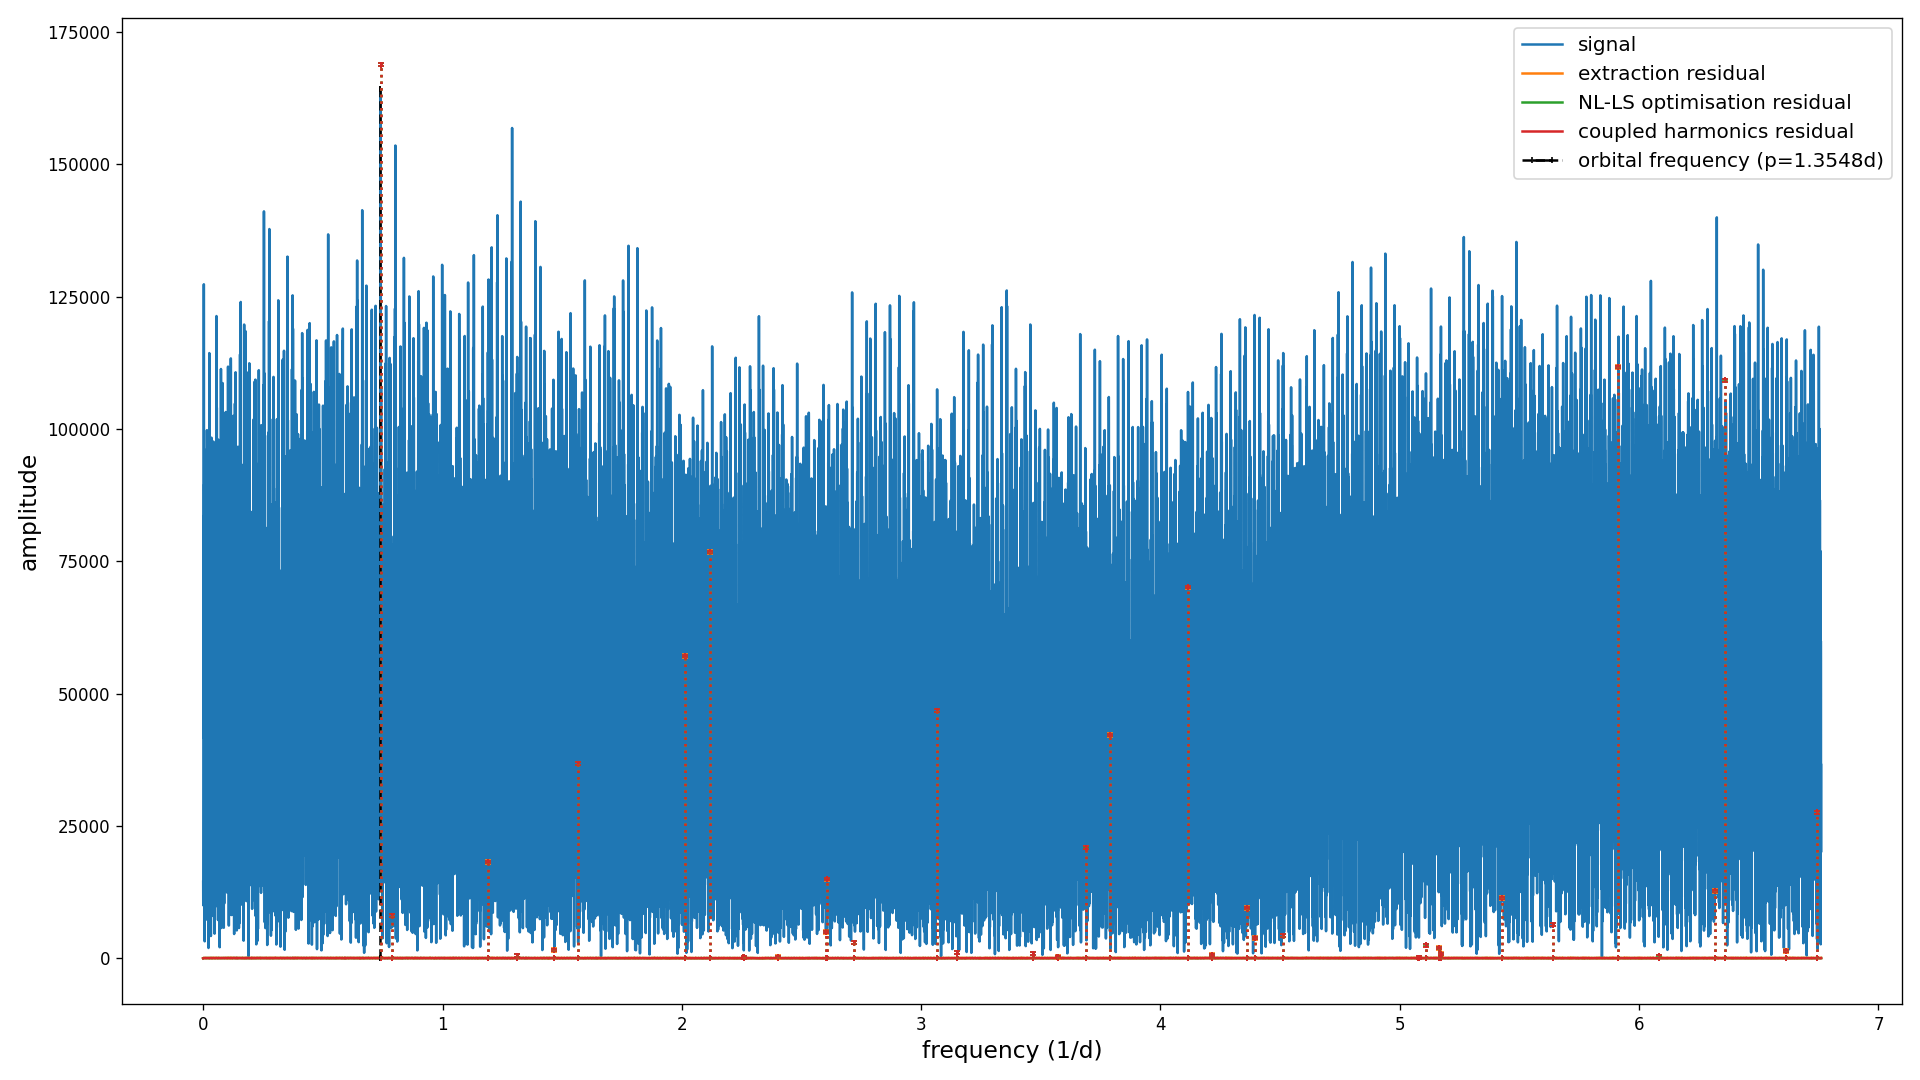 175000
150000
125000
100000
75000
50000
25000
0
amplitude
0 1 2 3 4 5 6 7
frequency (1/d)
signal
extraction residual
NL-LS optimisation residual
coupled harmonics residual
orbital frequency (p=1.3548d)